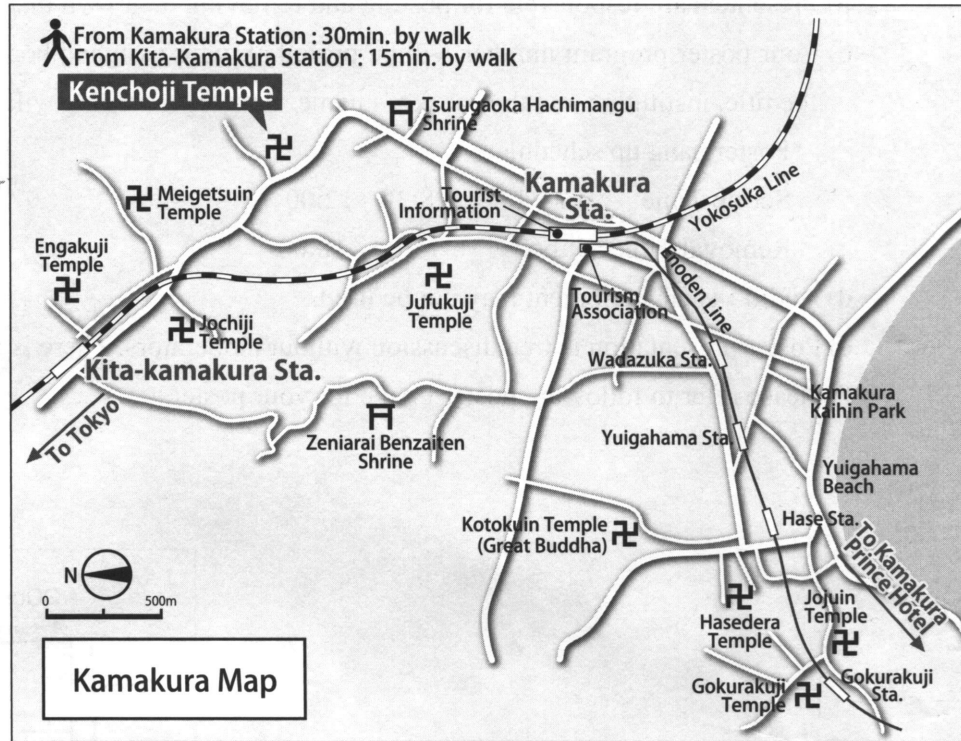 From Kamakura Station : 30min. by walk
From Kita-Kamakura Station : 15min. by walk
Kenchoji Temple
Tsurugaoka Hachimangu
Shrine
Meigetsuin
Temple
Tourist
Information
Kamakura
Sta.
Yokosuka Line
Engakuji
Temple
Jochiji
Temple
Jufukuji
Temple
Tourism
Association
Enoden Line
Kita-kamakura Sta.
Wadazuka Sta.
To Tokyo
Zeniarai Benzaiten
Shrine
Kamakura
Kaihin Park
Yuigahama Sta.
Yuigahama
Beach
Kotokuin Temple
(Great Buddha)
Hase Sta.
To Kamakura
Prince Hotel
N
0 500m
Hasedera
Temple
Jojuin
Temple
Gokurakuji
Temple
Gokurakuji
Sta.
Kamakura Map